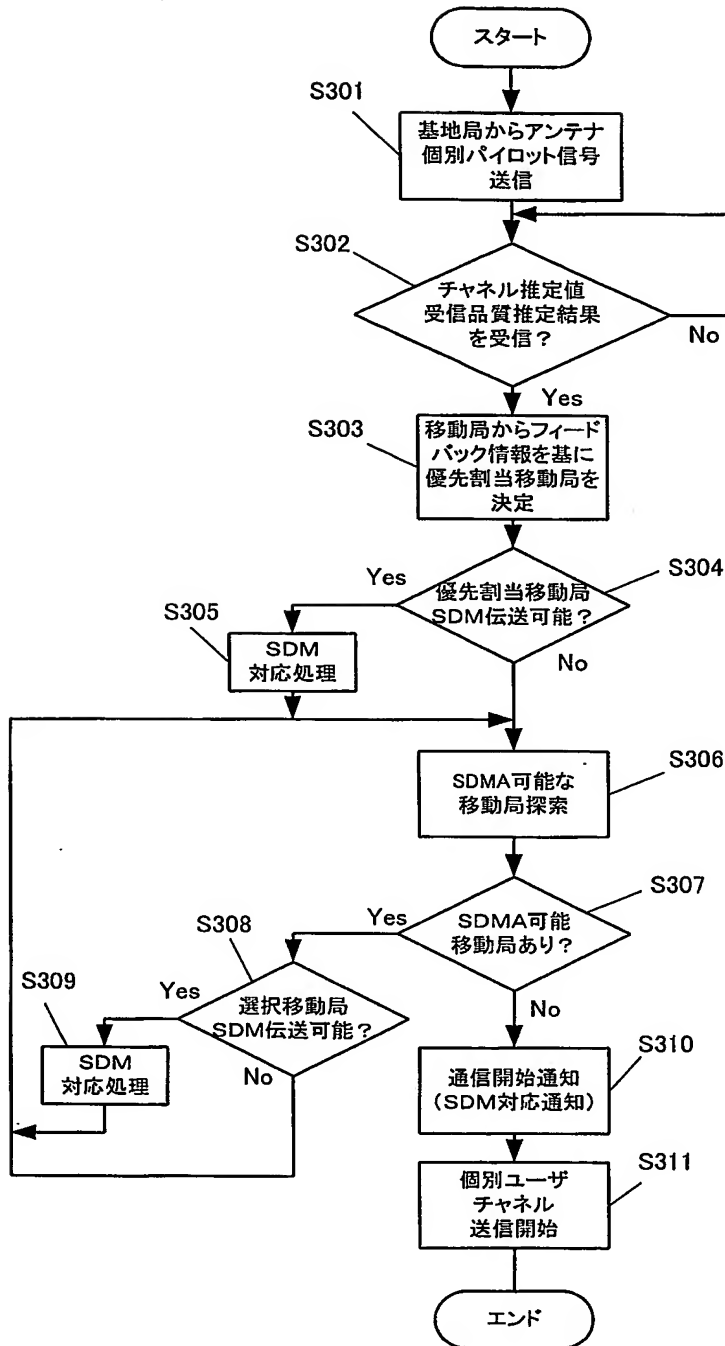 スタート
S301
基地局からアンテナ
個別パイロット信号
送信
S302
チャネル推定値
受信品質推定結果
を受信？
No
Yes
S303
移動局からフィード
バック情報を基に
優先割当移動局を
決定
S304
Yes
優先割当移動局
SDM伝送可能？
S305
SDM
対応処理
No
S306
SDMA可能な
移動局探索
S307
Yes
SDMA可能
移動局あり？
S308
S309
Yes
選択移動局
SDM伝送可能？
No
SDM
対応処理
No
S310
通信開始通知
（SDM対応通知）
S311
個別ユーザ
チャネル
送信開始
エンド